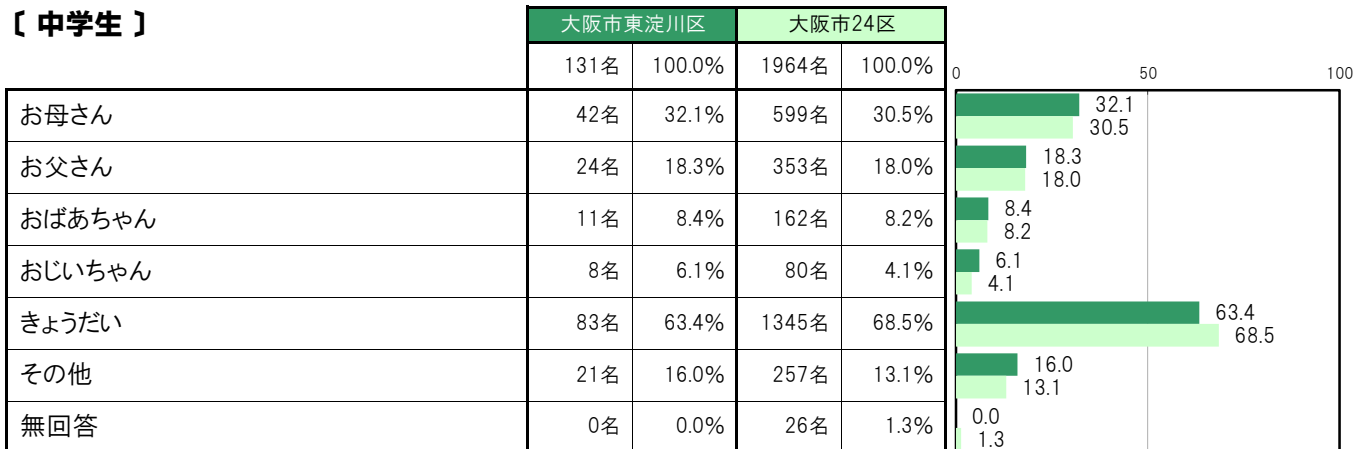 〔 中学生 〕
大阪市東淀川区 大阪市24区
131名 100.0% 1964名 100.0%
0 50 100
お母さん 42名 32.1% 599名 30.5% 32.1
30.5
お父さん 24名 18.3% 353名 18.0% 18.3
18.0
おばあちゃん 11名 8.4% 162名 8.2% 8.4
8.2
おじいちゃん 8名 6.1% 80名 4.1% 6.1
4.1
きょうだい 83名 63.4% 1345名 68.5% 63.4
68.5
その他 21名 16.0% 257名 13.1% 16.0
13.1
無回答 0名 0.0% 26名 1.3% 0.0
1.3